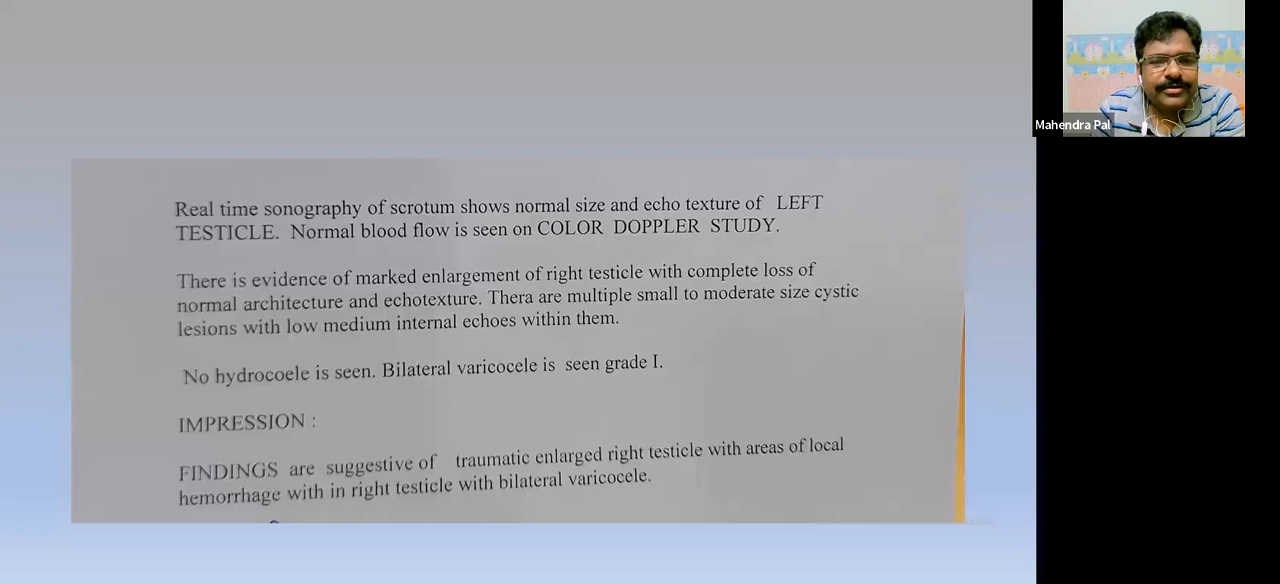 Mahendra Pal
Real time sonography of scrotum shows normal size and echo texture of LEFT
TESTICLE. Normal blood flow is seen on COLOR DOPPLER STUDY.
There is evidence of marked enlargement of right testicle with complete loss of
normal architecture and echotexture. Thera are multiple small to moderate size cystic
lesions with low medium internal echoes within them.
No hydrocoele is seen. Bilateral varicocele is seen grade I.
IMPRESSION :
FINDINGS are suggestive of traumatic enlarged right testicle with areas of local
hemorrhage with in right testicle with bilateral varicocele.